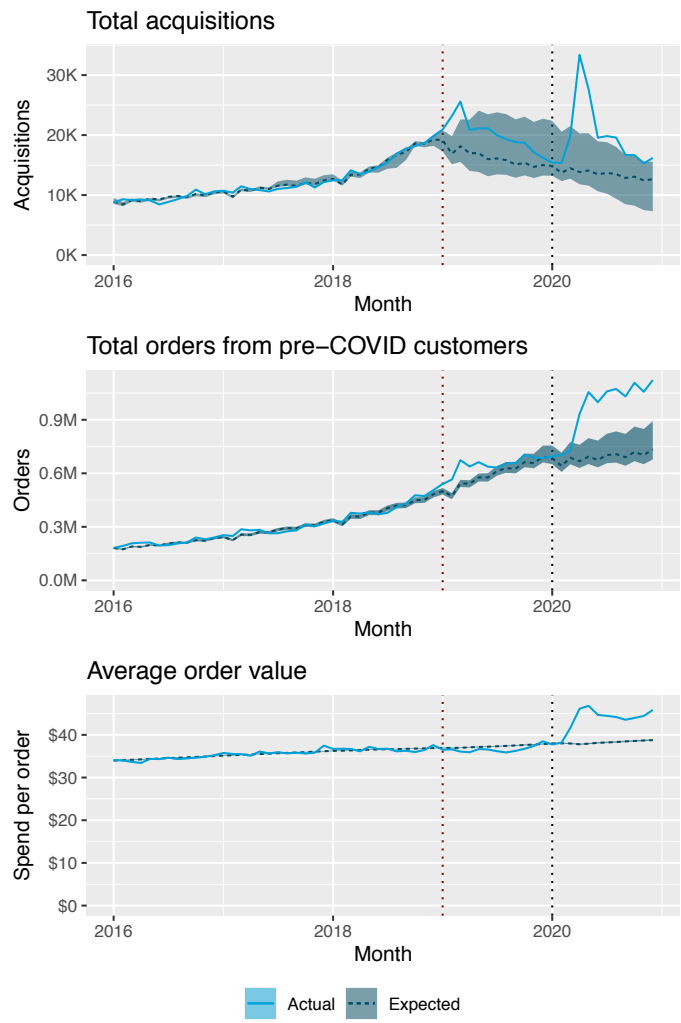 Total acquisitions
30K
20K
10K
0K
Acquisitions
2016
2018
2020
Month
Total orders from pre−COVID customers
0.9M
0.6M
0.3M
0.0M
Orders
2016
2018
2020
Month
Average order value
$40
$30
$20
$10
$0
Spend per order
2016
2018
2020
Month
Actual
Expected